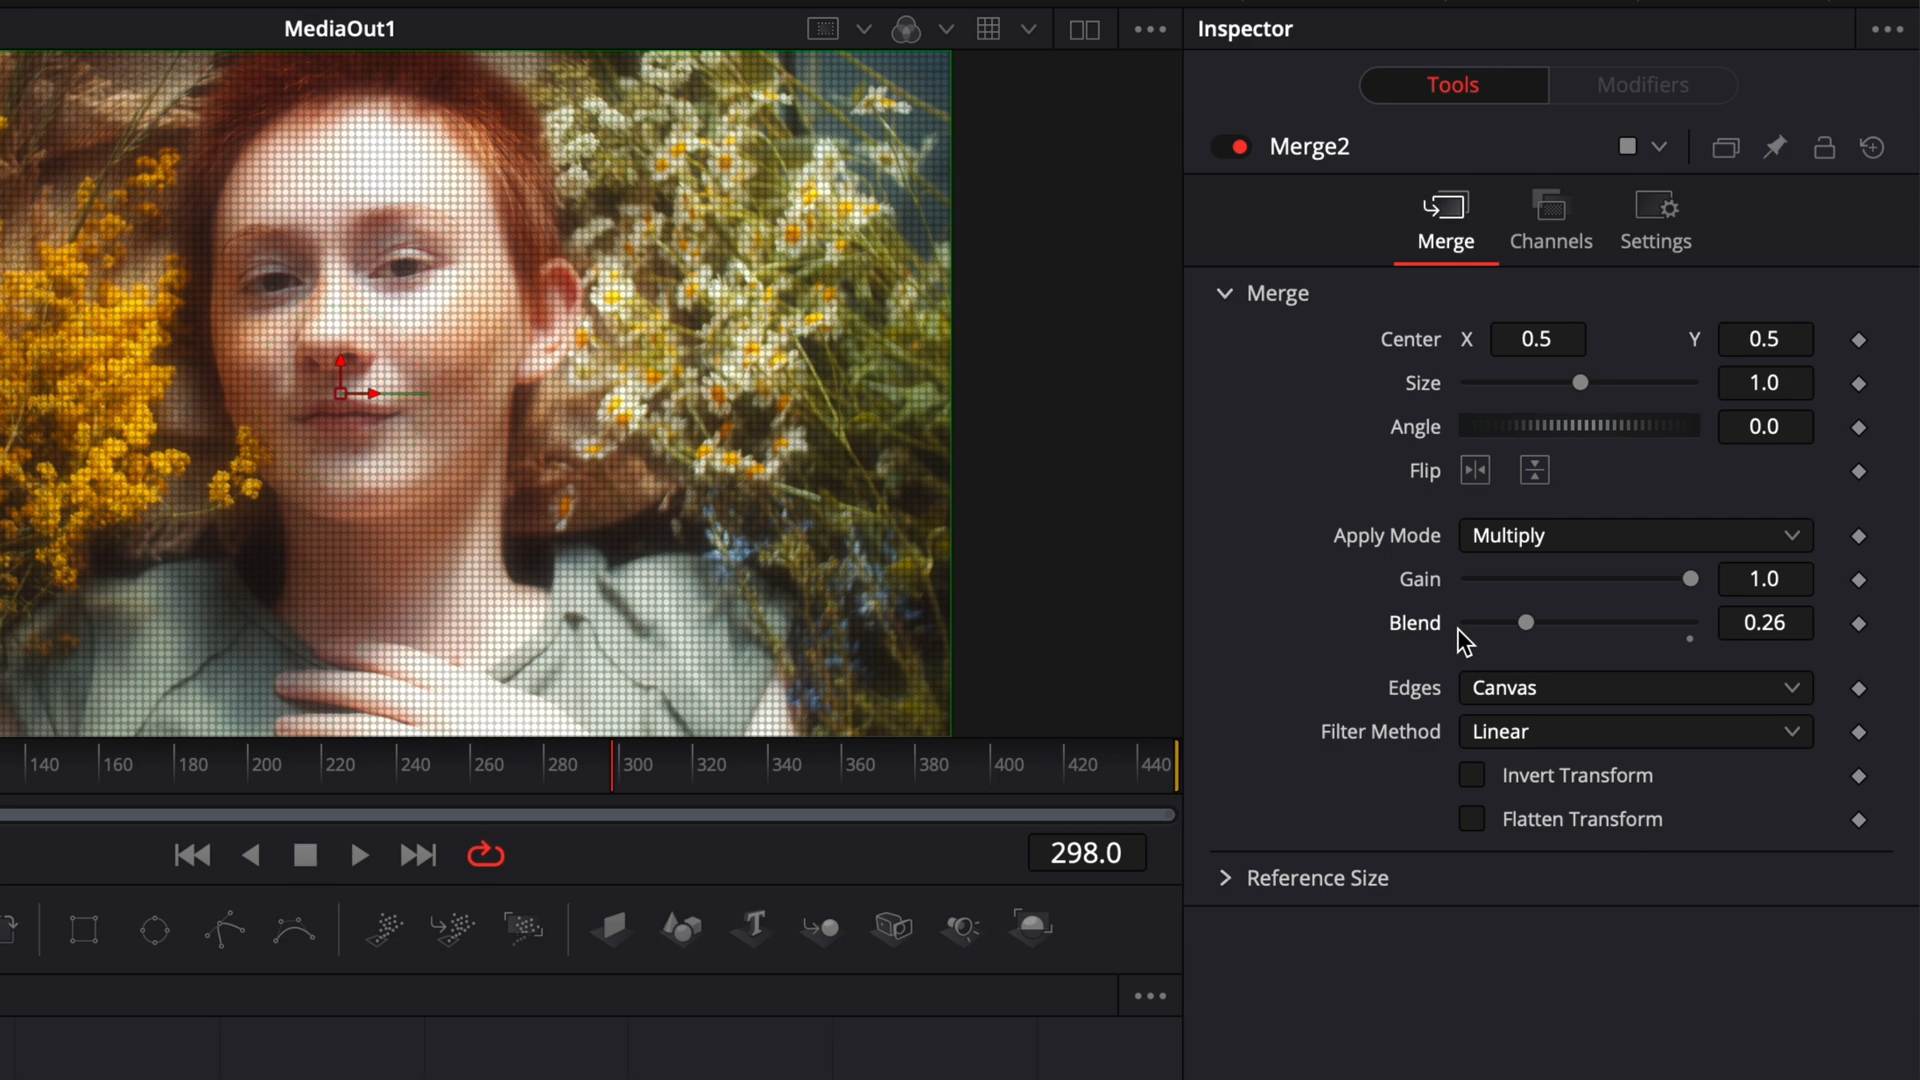 MediaOut1
Inspector
Tools Modifiers
Merge2
Merge Channels Settings
Merge
Center X 0.5 Y 0.5
Size 1.0
Angle 0.0
Flip
Apply Mode Multiply
Gain 1.0
Blend 0.26
Edges Canvas
Filter Method Linear
Invert Transform
Flatten Transform
Reference Size
140 160 180 200 220 240 260 280 300 320 340 360 380 400 420 440
298.0
T